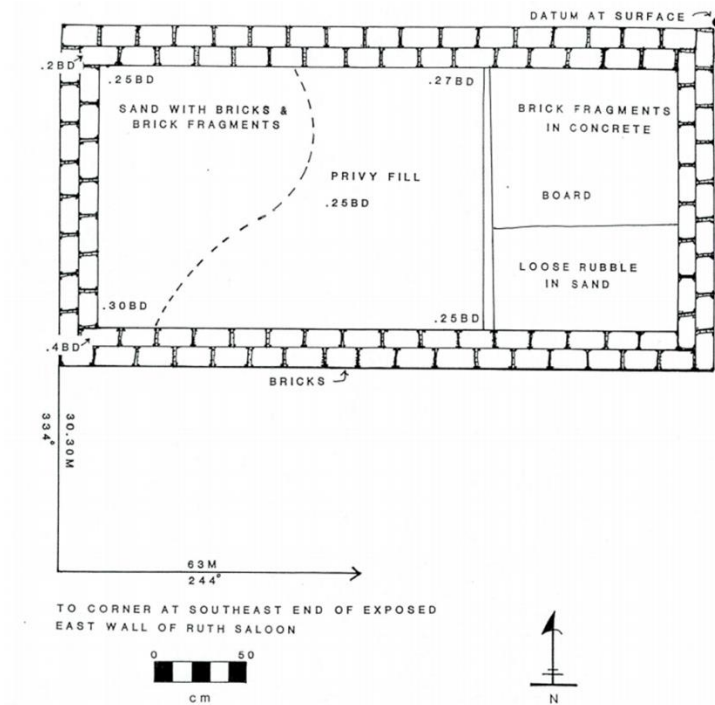 DATUM AT SURFACE
.2BD
.25BD
.27BD
SAND WITH BRICKS &
BRICK FRAGMENTS
BRICK FRAGMENTS
IN CONCRETE
PRIVY FILL
.25BD
BOARD
LOOSE RUBBLE
IN SAND
.30BD
.25BD
.4BD
BRICKS
30.30M
334°
63M
244°
TO CORNER AT SOUTHEAST END OF EXPOSED
EAST WALL OF RUTH SALOON
0 50
cm
N